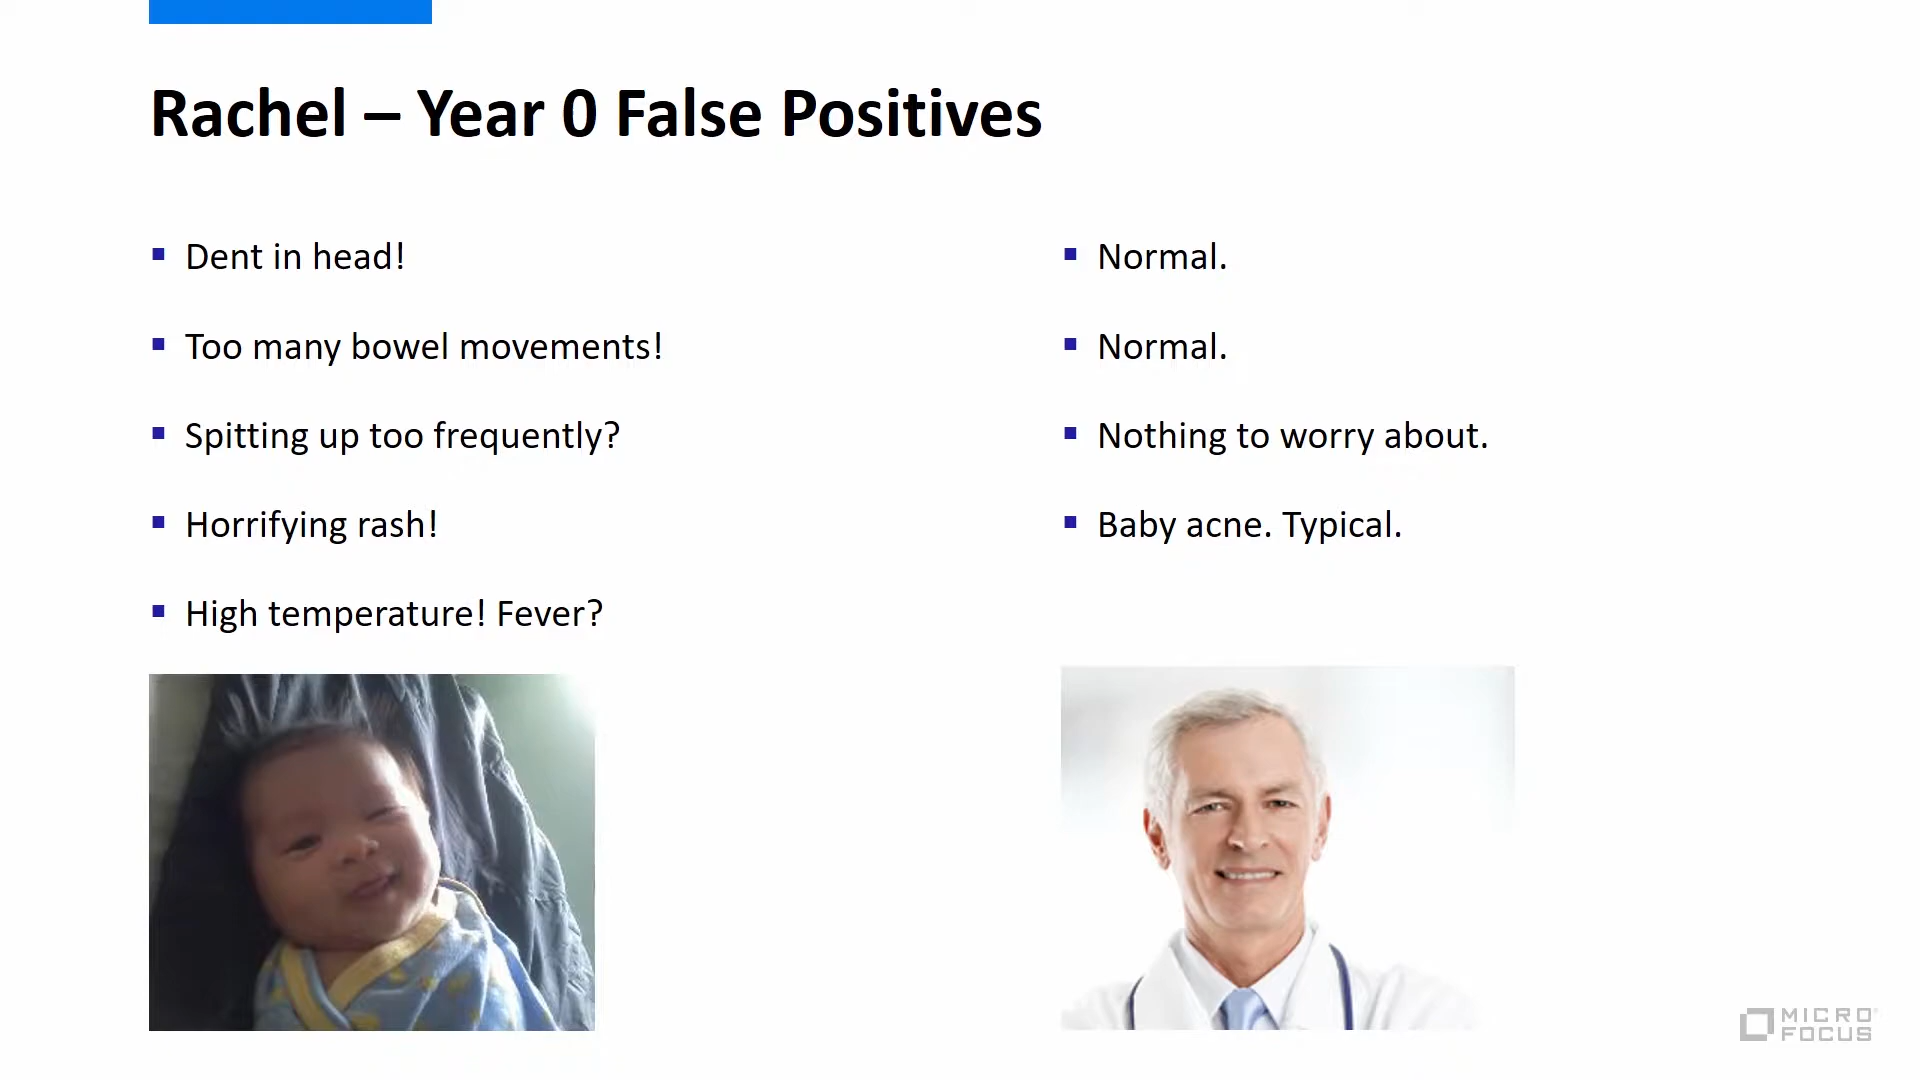 Rachel – Year 0 False Positives
Dent in head!
Too many bowel movements!
Spitting up too frequently?
Horrifying rash!
High temperature! Fever?
Normal.
Normal.
Nothing to worry about.
Baby acne. Typical.
MICRO
FOCUS